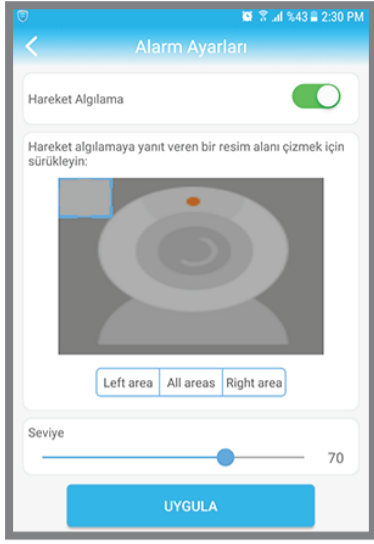 %43 2:30 PM
Alarm Ayarları
Hareket Algılama
Hareket algılamaya yanıt veren bir resim alanı çizmek için
sürükleyin:
Left area All areas Right area
Seviye
70
UYGULA